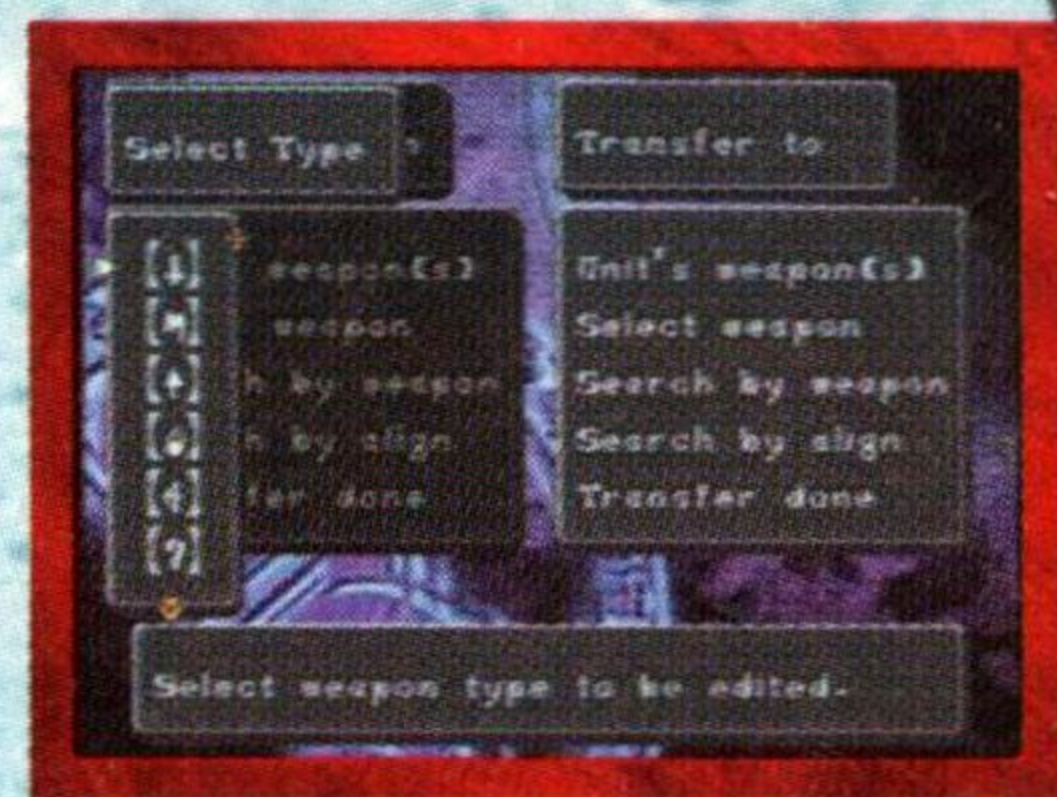 Select Type ?
Transfer to
weapon(s)
weapon
h by weapon
h by align
fer done
[?]
Unit's weapon(s)
Select weapon
Search by weapon
Search by align
Transfer done
Select weapon type to be edited.